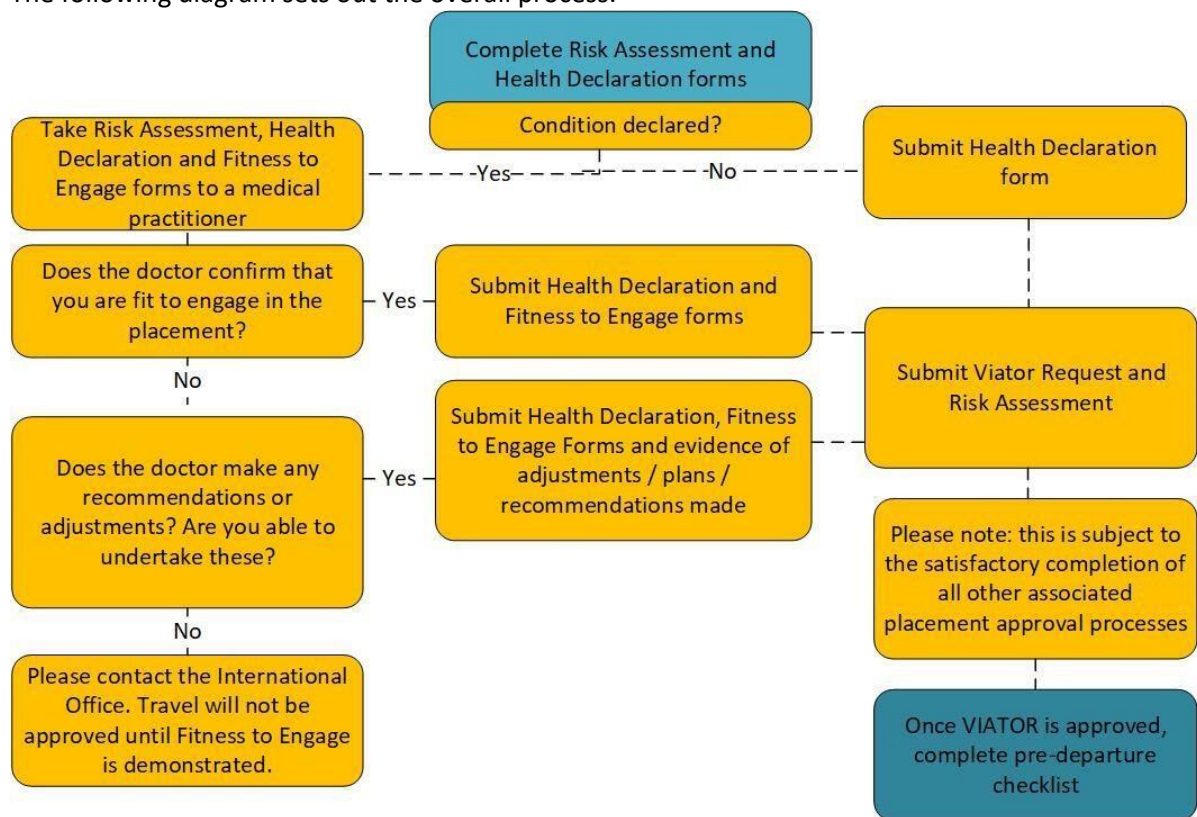 The following diagram sets out the overall process.
Complete Risk Assessment and
Health Declaration forms
Condition declared?
Yes
No
Take Risk Assessment, Health
Declaration and Fitness to
Engage forms to a medical
practitioner
Submit Health Declaration
form
Does the doctor confirm that
you are fit to engage in the
placement?
Yes
Submit Health Declaration and
Fitness to Engage forms
No
Submit Viator Request and
Risk Assessment
Does the doctor make any
recommendations or
adjustments? Are you able to
undertake these?
Yes
Submit Health Declaration, Fitness
to Engage Forms and evidence of
adjustments / plans /
recommendations made
No
Please note: this is subject to
the satisfactory completion of
all other associated
placement approval processes
Please contact the International
Office. Travel will not be
approved until Fitness to Engage
is demonstrated.
Once VIATOR is approved,
complete pre-departure
checklist